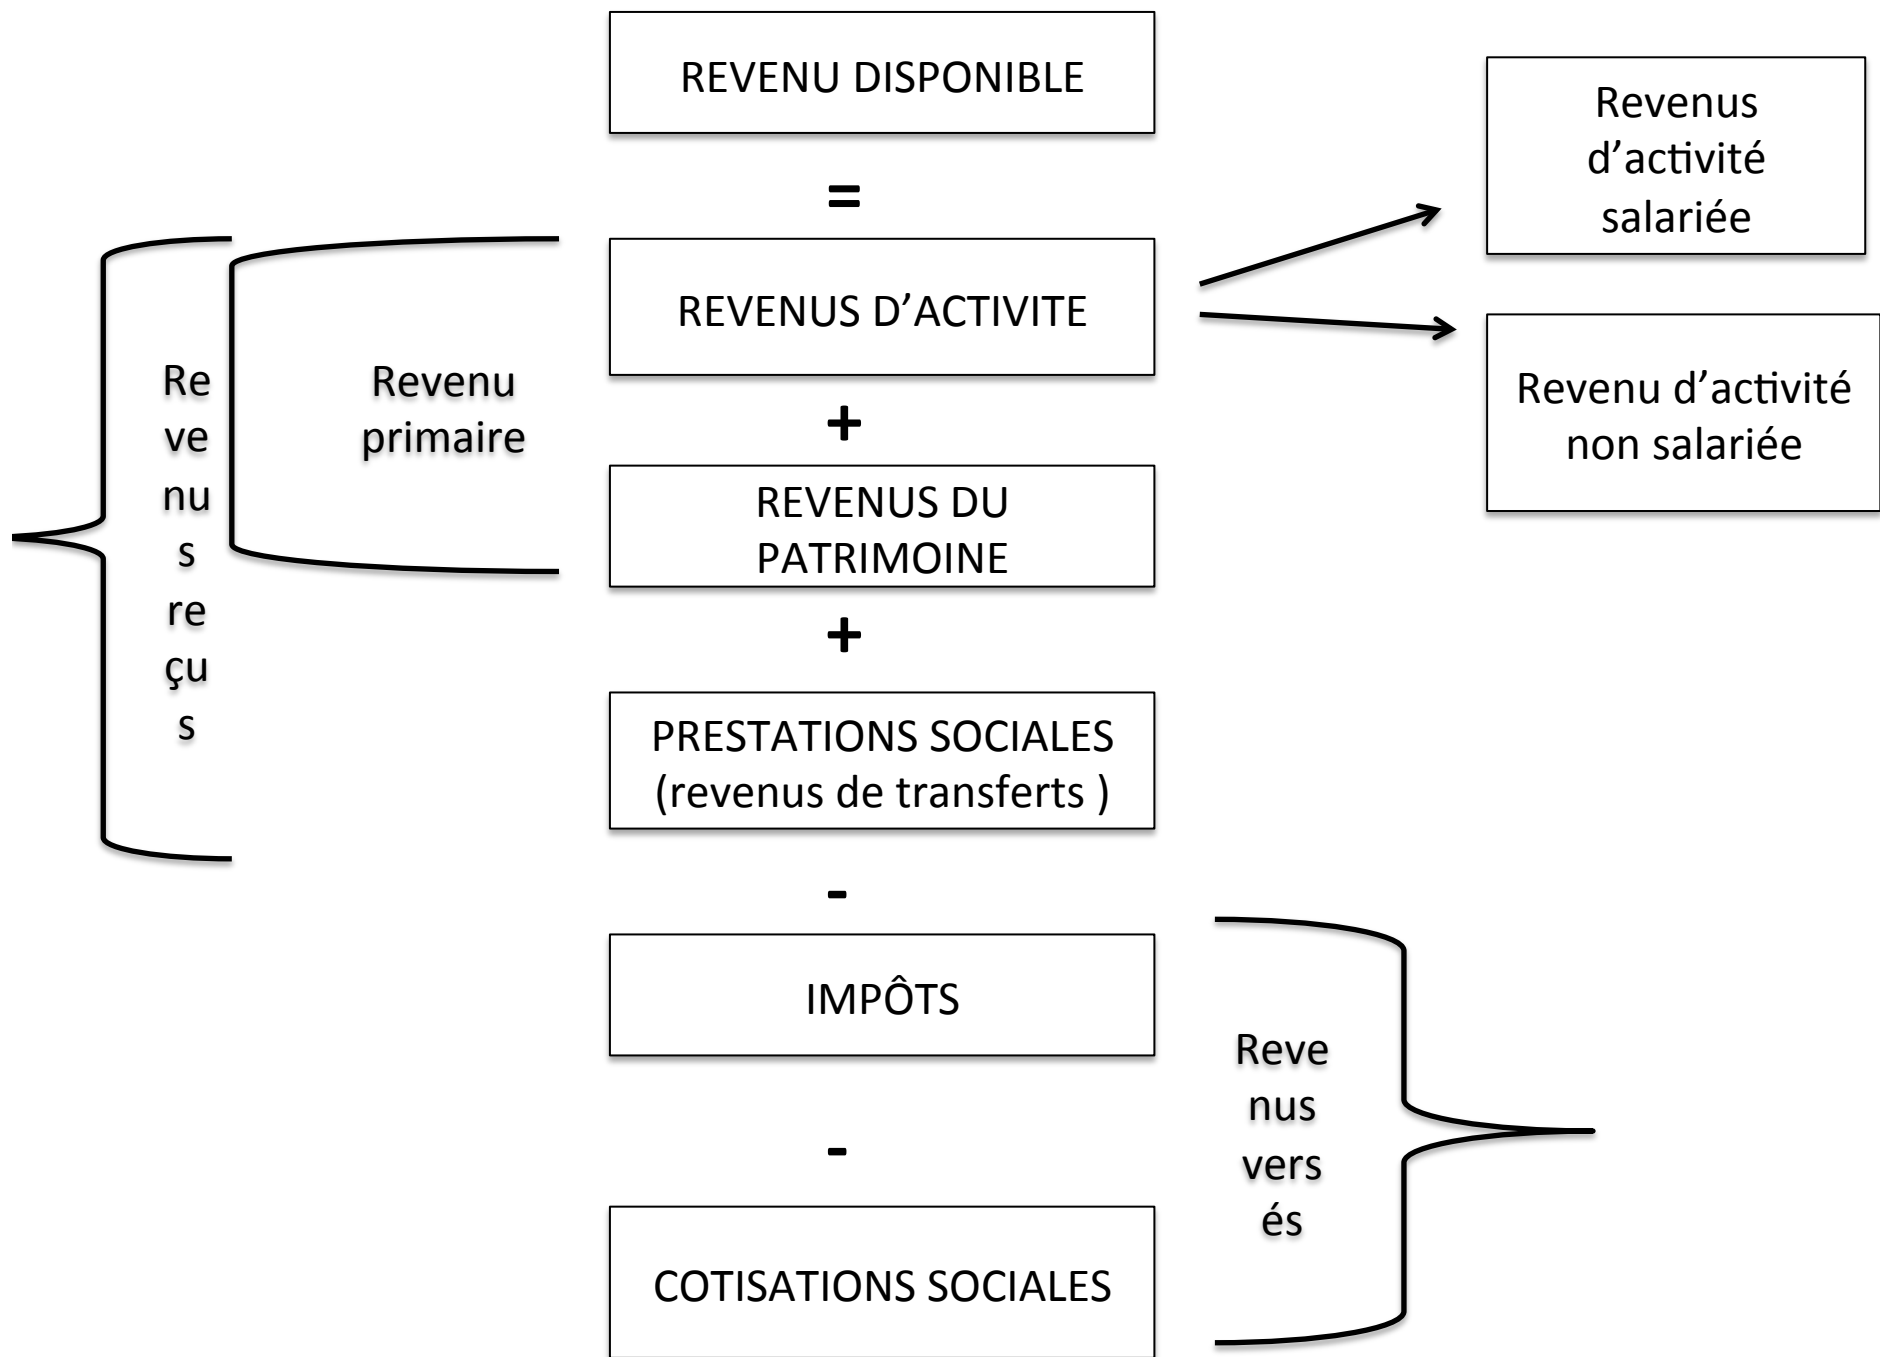 REVENU DISPONIBLE
=
Revenus
d’activité
salariée
REVENUS D’ACTIVITE
Revenu d’activité
non salariée
Re
ve
nu
s
re
çu
s
Revenu
primaire
+
REVENUS DU
PATRIMOINE
+
PRESTATIONS SOCIALES
(revenus de transferts )
-
IMPÔTS
-
COTISATIONS SOCIALES
Reve
nus
vers
és